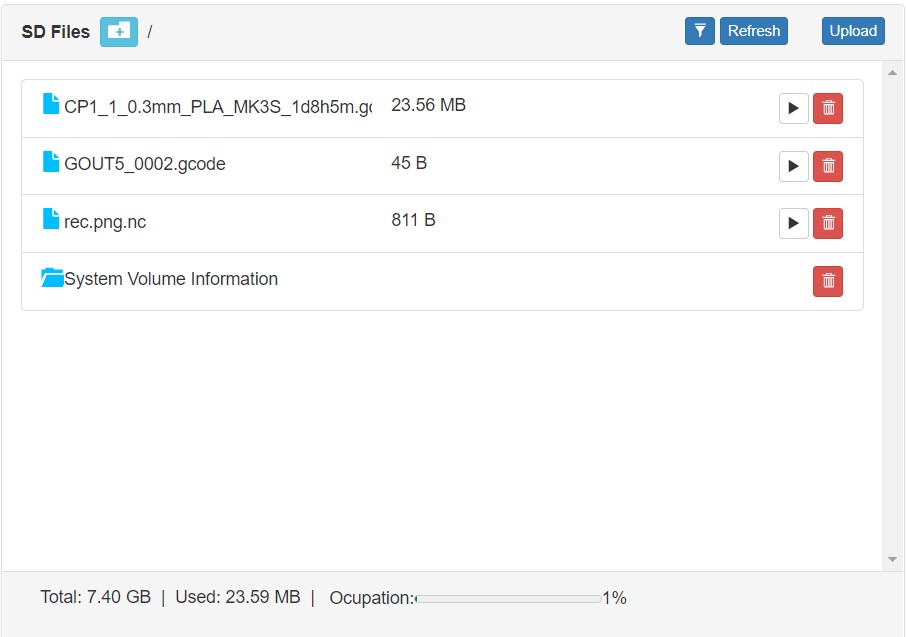 SD Files / Refresh Upload
CP1_1_0.3mm_PLA_MK3S_1d8h5m.gc 23.56 MB
GOUT5_0002.gcode 45 B
rec.png.nc 811 B
System Volume Information
Total: 7.40 GB | Used: 23.59 MB | Ocupation: 1%